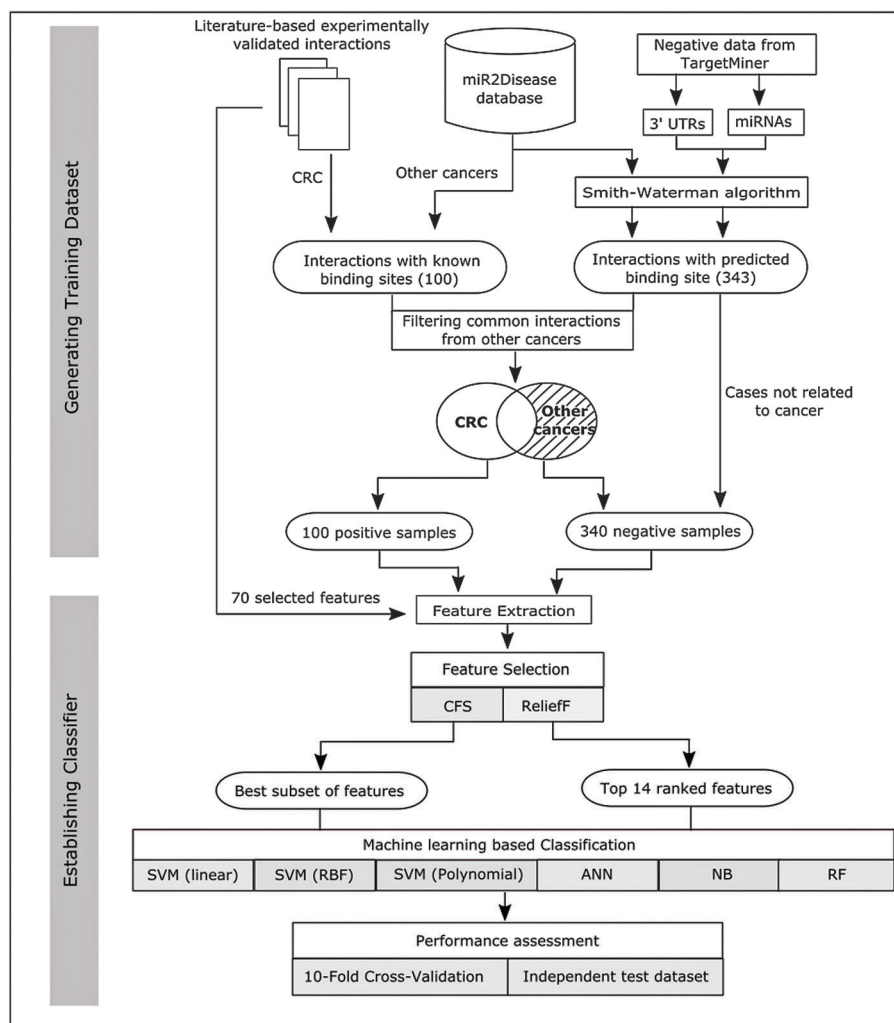 Generating Training Dataset
Literature-based experimentally
validated interactions
miR2Disease
database
Negative data from
TargetMiner
3' UTRs
miRNAs
CRC
Other cancers
Smith-Waterman algorithm
Interactions with known
binding sites (100)
Interactions with predicted
binding site (343)
Filtering common interactions
from other cancers
CRC
Other
cancers
Cases not related
to cancer
100 positive samples
340 negative samples
Establishing Classifier
70 selected features
Feature Extraction
Feature Selection
CFS
ReliefF
Best subset of features
Top 14 ranked features
Machine learning based Classification
SVM (linear)
SVM (RBF)
SVM (Polynomial)
ANN
NB
RF
Performance assessment
10-Fold Cross-Validation
Independent test dataset